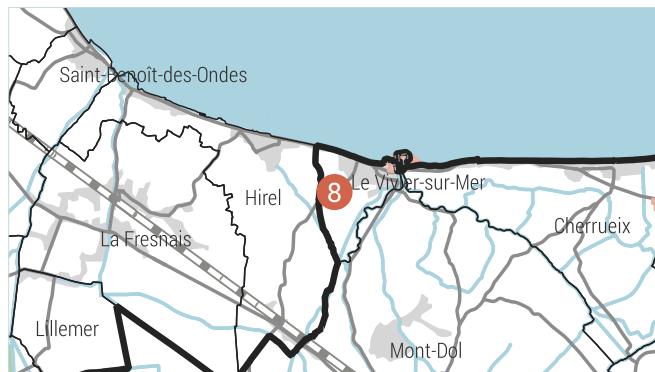 Saint-Benoît-des-Ondes
Le Vivier-sur-Mer
8
Hirel
Cherrueix
La Fresnais
Lillemer
Mont-Dol